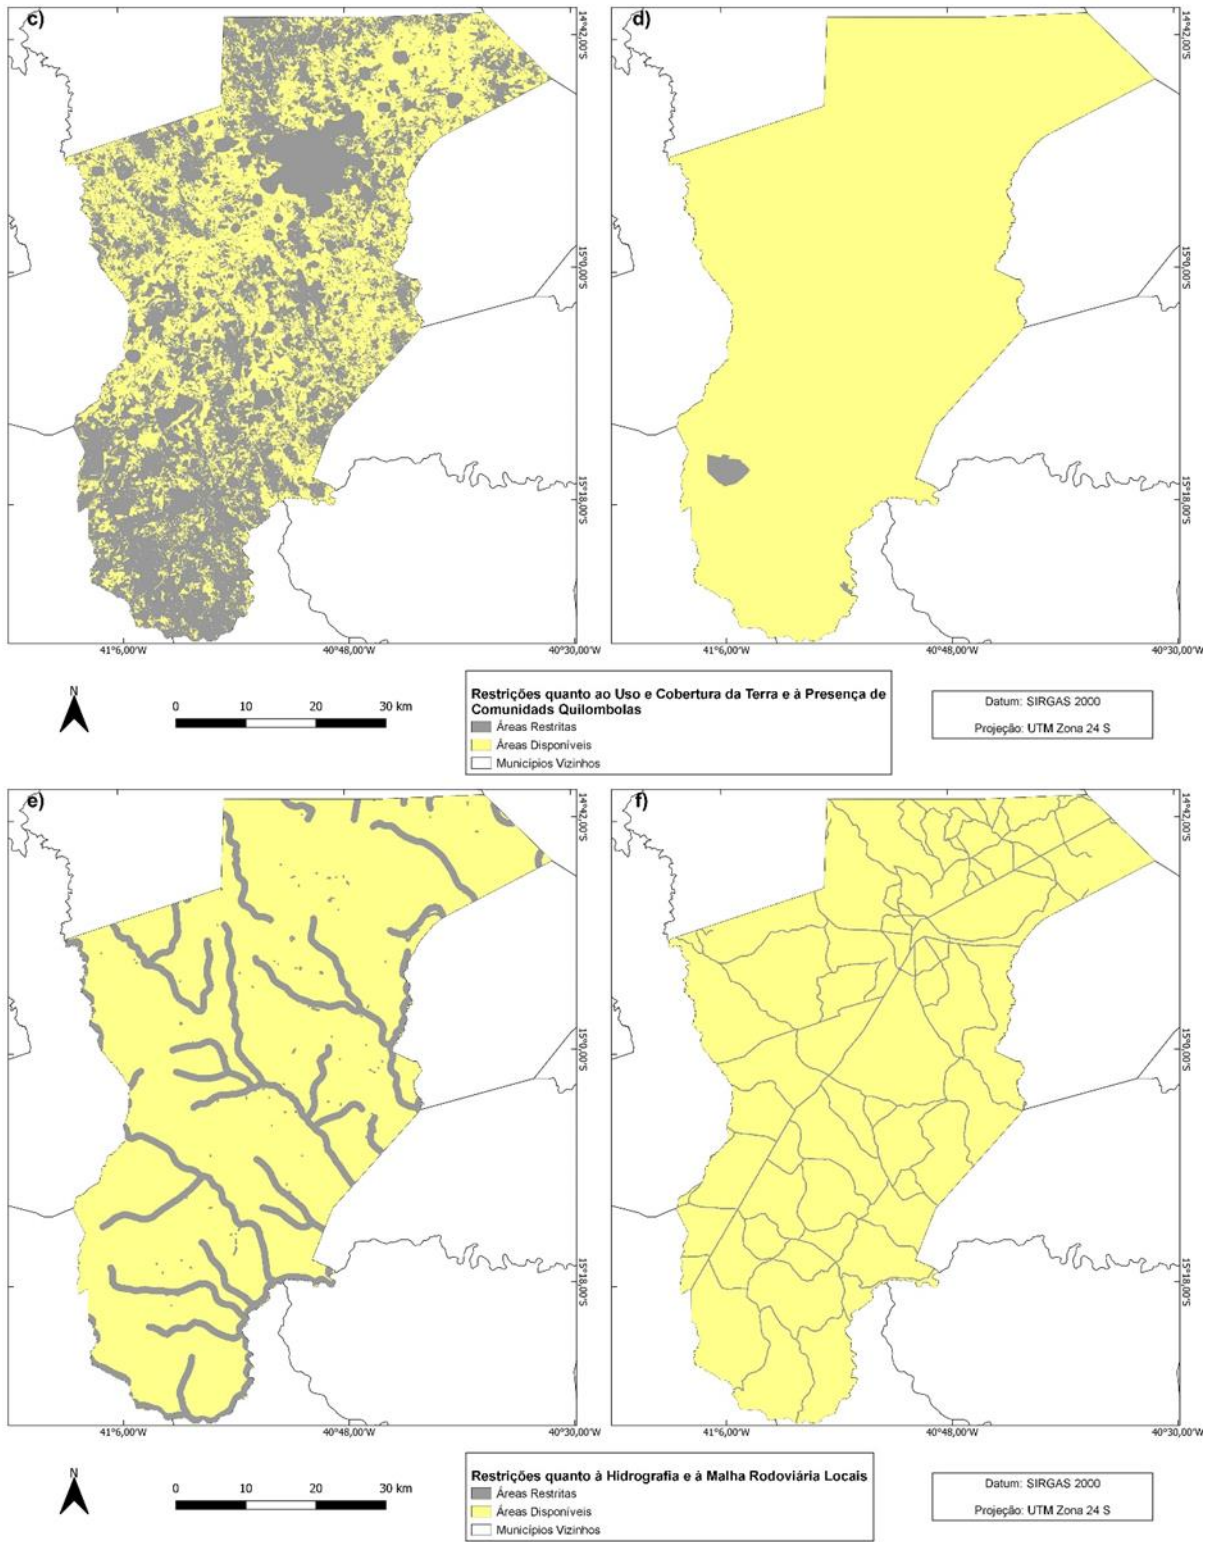 c)
d)
14°42,00'S
14°42,00'S
15°0,00'S
15°0,00'S
15°18,00'S
15°18,00'S
41°6,00'W
40°48,00'W
40°30,00'W
41°6,00'W
40°48,00'W
40°30,00'W
N
0
10
20
30 km
Restrições quanto ao Uso e Cobertura da Terra e à Presença de
Comunidads Quilombolas
Áreas Restritas
Áreas Disponíveis
Municípios Vizinhos
Datum: SIRGAS 2000
Projeção: UTM Zona 24 S
e)
f)
14°42,00'S
14°42,00'S
15°0,00'S
15°0,00'S
15°18,00'S
15°18,00'S
41°6,00'W
40°48,00'W
40°30,00'W
41°6,00'W
40°48,00'W
40°30,00'W
N
0
10
20
30 km
Restrições quanto à Hidrografia e à Malha Rodoviária Locais
Áreas Restritas
Áreas Disponíveis
Municípios Vizinhos
Datum: SIRGAS 2000
Projeção: UTM Zona 24 S